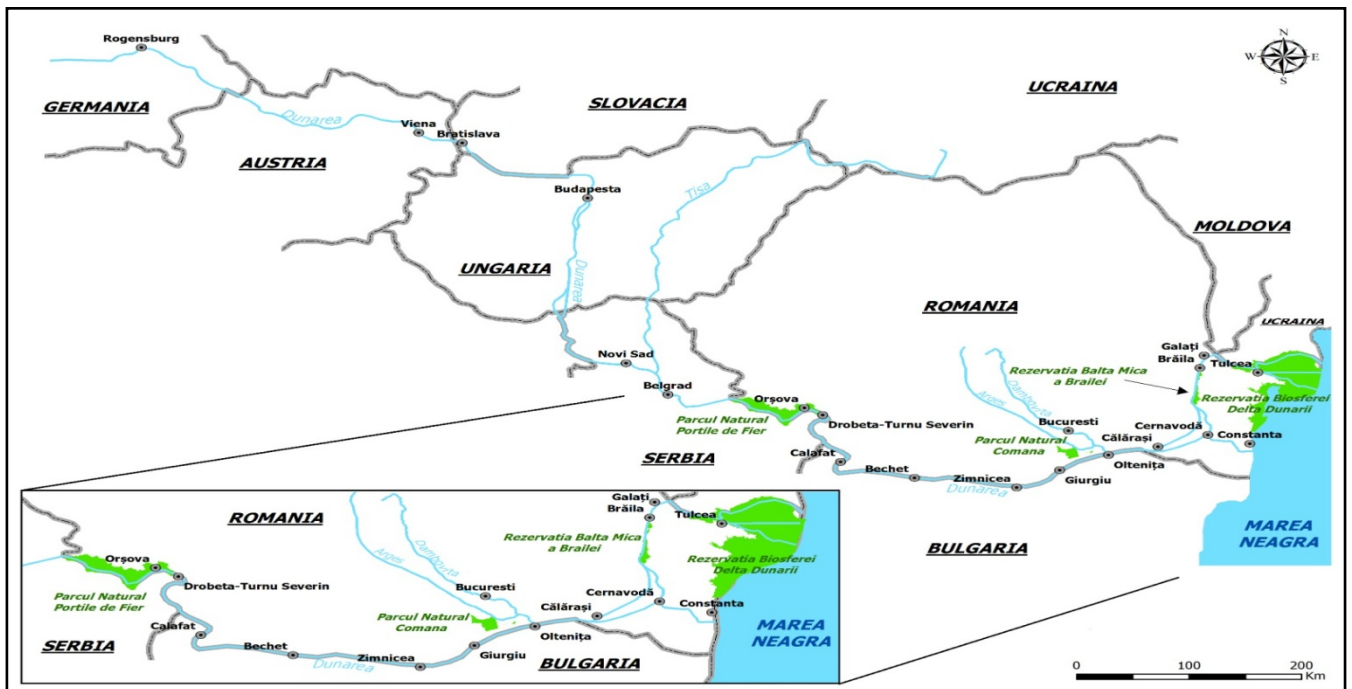 Rogensburg
N
W
E
S
UCRAINA
GERMANIA
SLOVACIA
Dunarea
Viena
Bratislava
AUSTRIA
Budapesta
Tisa
MOLDOVA
UNGARIA
Dunarea
ROMANIA
UCRAINA
Galați
Brăila
Tulcea
Novi Sad
Rezervatia Balta Mica
a Brailei
Belgrad
Arges
Dambovita
Rezervatia Biosferei
Delta Dunarii
Orșova
Bucuresti
Parcul Natural
Portile de Fier
Drobeta-Turnu Severin
Cernavodă
Constanta
Parcul Natural
Comana
Călărași
SERBIA
Calafat
Oltenița
Bechet
Zimnicea
Giurgiu
Dunarea
MAREA
NEAGRA
BULGARIA
Galați
ROMANIA
Brăila
Tulcea
Rezervatia Balta Mica
a Brailei
Arges
Dambovita
Orșova
Rezervatia Biosferei
Delta Dunarii
Drobeta-Turnu Severin
Bucuresti
Parcul Natural
Portile de Fier
Cernavodă
Călărași
Constanta
Parcul Natural
Comana
Calafat
Oltenița
MAREA
NEAGRA
SERBIA
Bechet
Giurgiu
Zimnicea
Dunarea
BULGARIA
0
100
200
Km